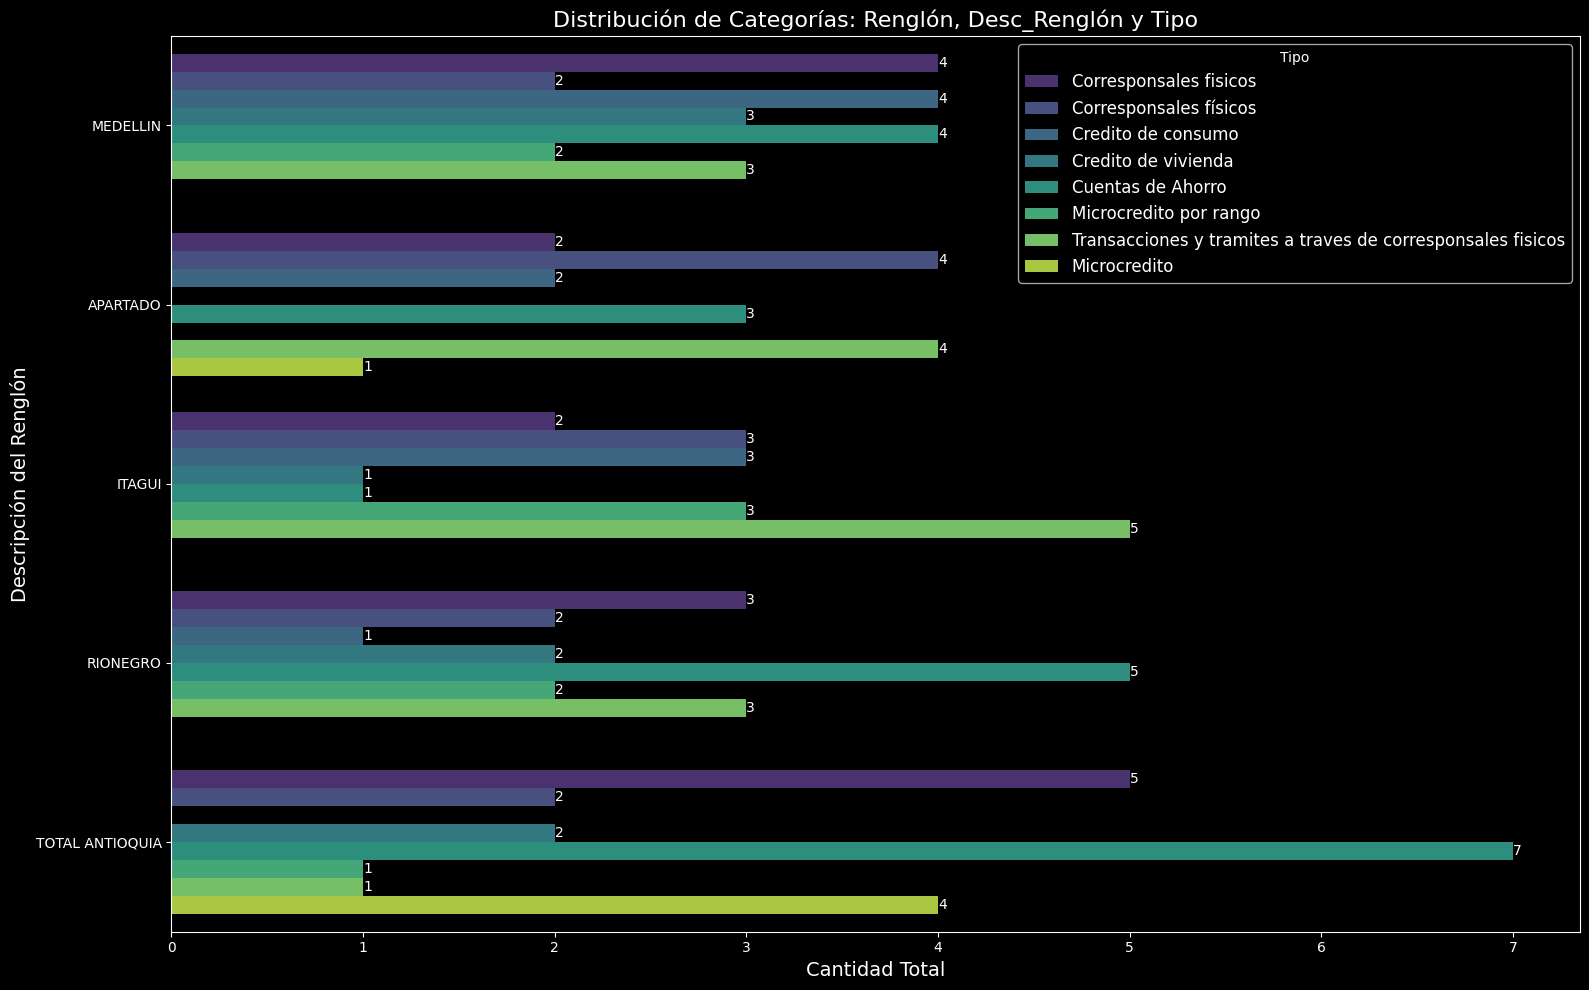 Distribución de Categorías: Renglón, Desc_Renglón y Tipo
Tipo
Corresponsales fisicos
Corresponsales físicos
Credito de consumo
Credito de vivienda
Cuentas de Ahorro
Microcredito por rango
Transacciones y tramites a traves de corresponsales fisicos
Microcredito
Descripción del Renglón
MEDELLIN
4
2
4
3
4
2
3
APARTADO
2
4
2
3
4
1
ITAGUI
2
3
3
1
1
3
5
RIONEGRO
3
2
1
2
5
2
3
TOTAL ANTIOQUIA
5
2
2
7
1
1
4
0 1 2 3 4 5 6 7
Cantidad Total